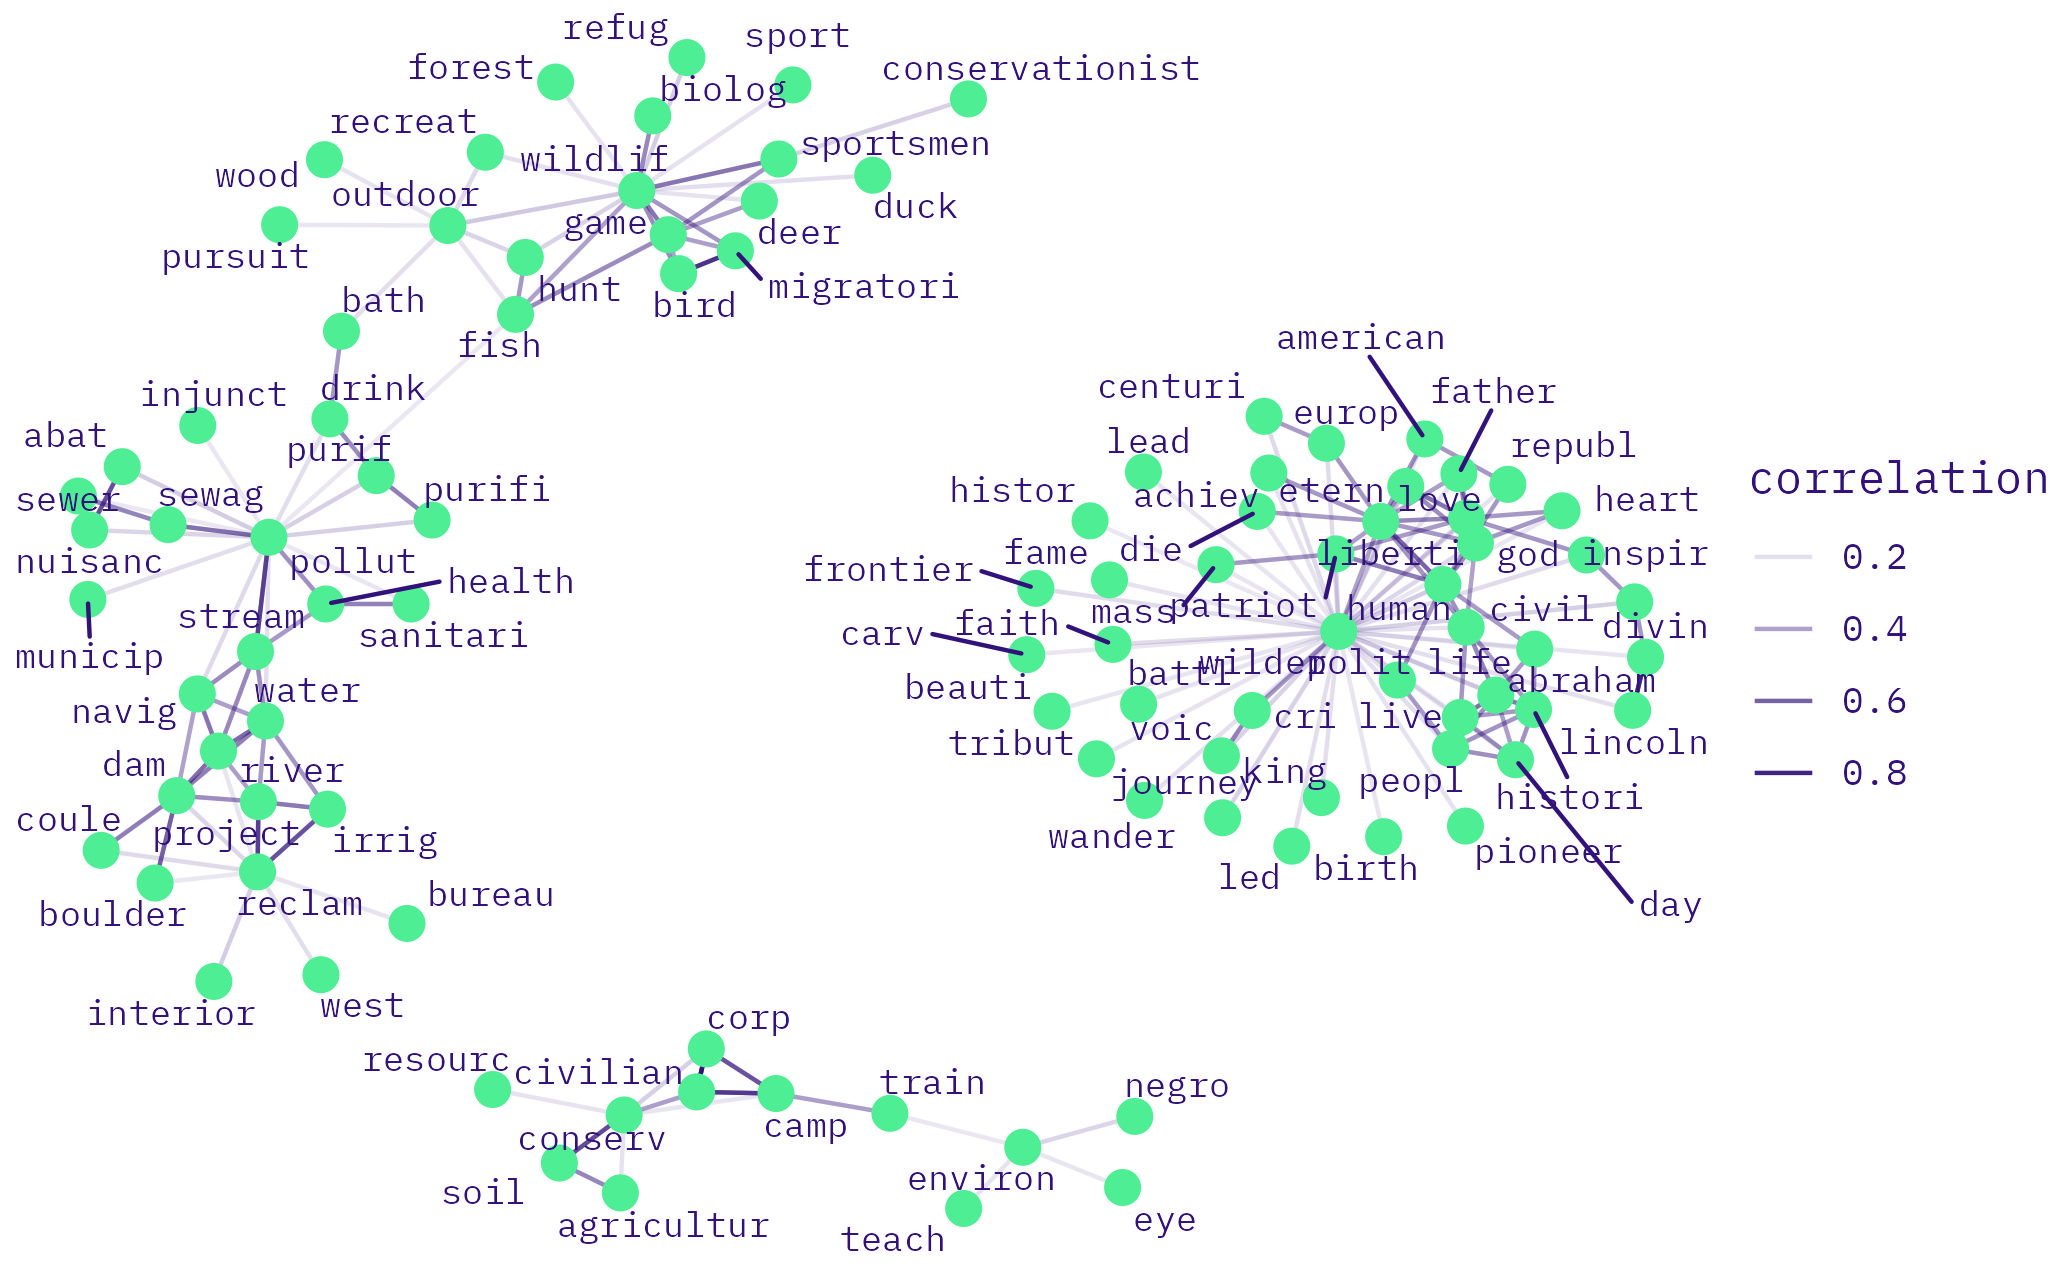 refug
sport
forest
conservationist
biolog
recreat
sportsmen
wildlif
wood
outdoor
duck
game
deer
pursuit
migratori
hunt
bath
bird
american
fish
injunct
drink
centuri
father
europ
abat
purif
lead
republ
sewer
sewag
purifi
histor
achiev
etern
love
heart
nuisanc
pollut
fame
die
liberti
god
inspir
health
frontier
stream
mass
patriot
human
civil
divin
sanitari
carv
faith
municip
wilder
polit
life
water
beauti
battl
abraham
navig
voic
cri
live
tribut
lincoln
dam
river
journey
king
peopl
histori
coule
project
irrig
wander
pioneer
led
birth
bureau
boulder
reclam
day
interior
west
corp
resourc
civilian
train
negro
conserv
camp
soil
environ
agricultur
teach
eye
correlation
0.2
0.4
0.6
0.8